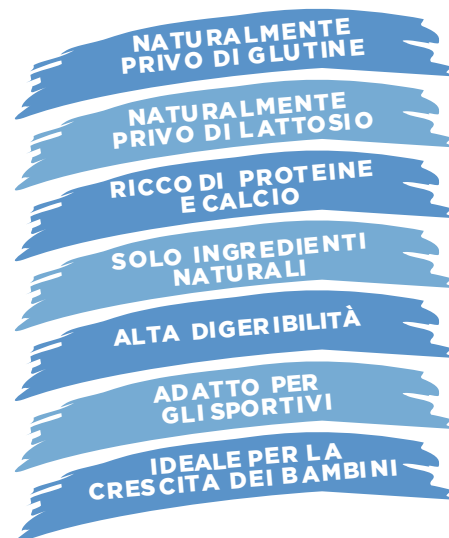 NATURALMENTE
PRIVO DI GLUTINE
NATURALMENTE
PRIVO DI LATTOSIO
RICCO DI PROTEINE
E CALCIO
SOLO INGREDIENTI
NATURALI
ALTA DIGERIBILITÀ
ADATTO PER
GLI SPORTIVI
IDEALE PER LA
CRESCITA DEI BAMBINI